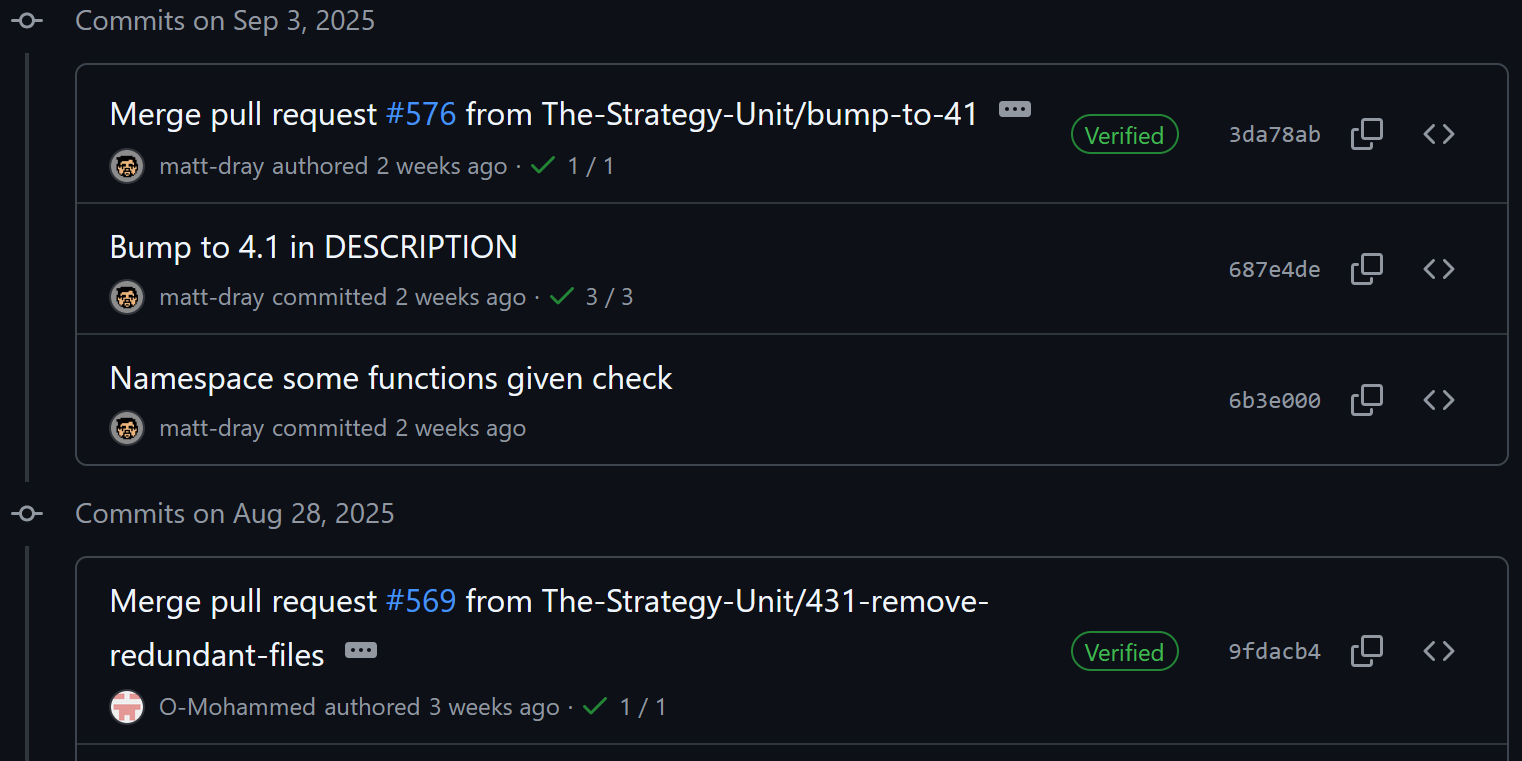 Commits on Sep 3, 2025
Merge pull request #576 from The-Strategy-Unit/bump-to-41
matt-dray authored 2 weeks ago · 1 / 1
Verified
3da78ab
Bump to 4.1 in DESCRIPTION
matt-dray committed 2 weeks ago · 3 / 3
687e4de
Namespace some functions given check
matt-dray committed 2 weeks ago
6b3e000
Commits on Aug 28, 2025
Merge pull request #569 from The-Strategy-Unit/431-remove-
redundant-files
O-Mohammed authored 3 weeks ago · 1 / 1
Verified
9fdacb4